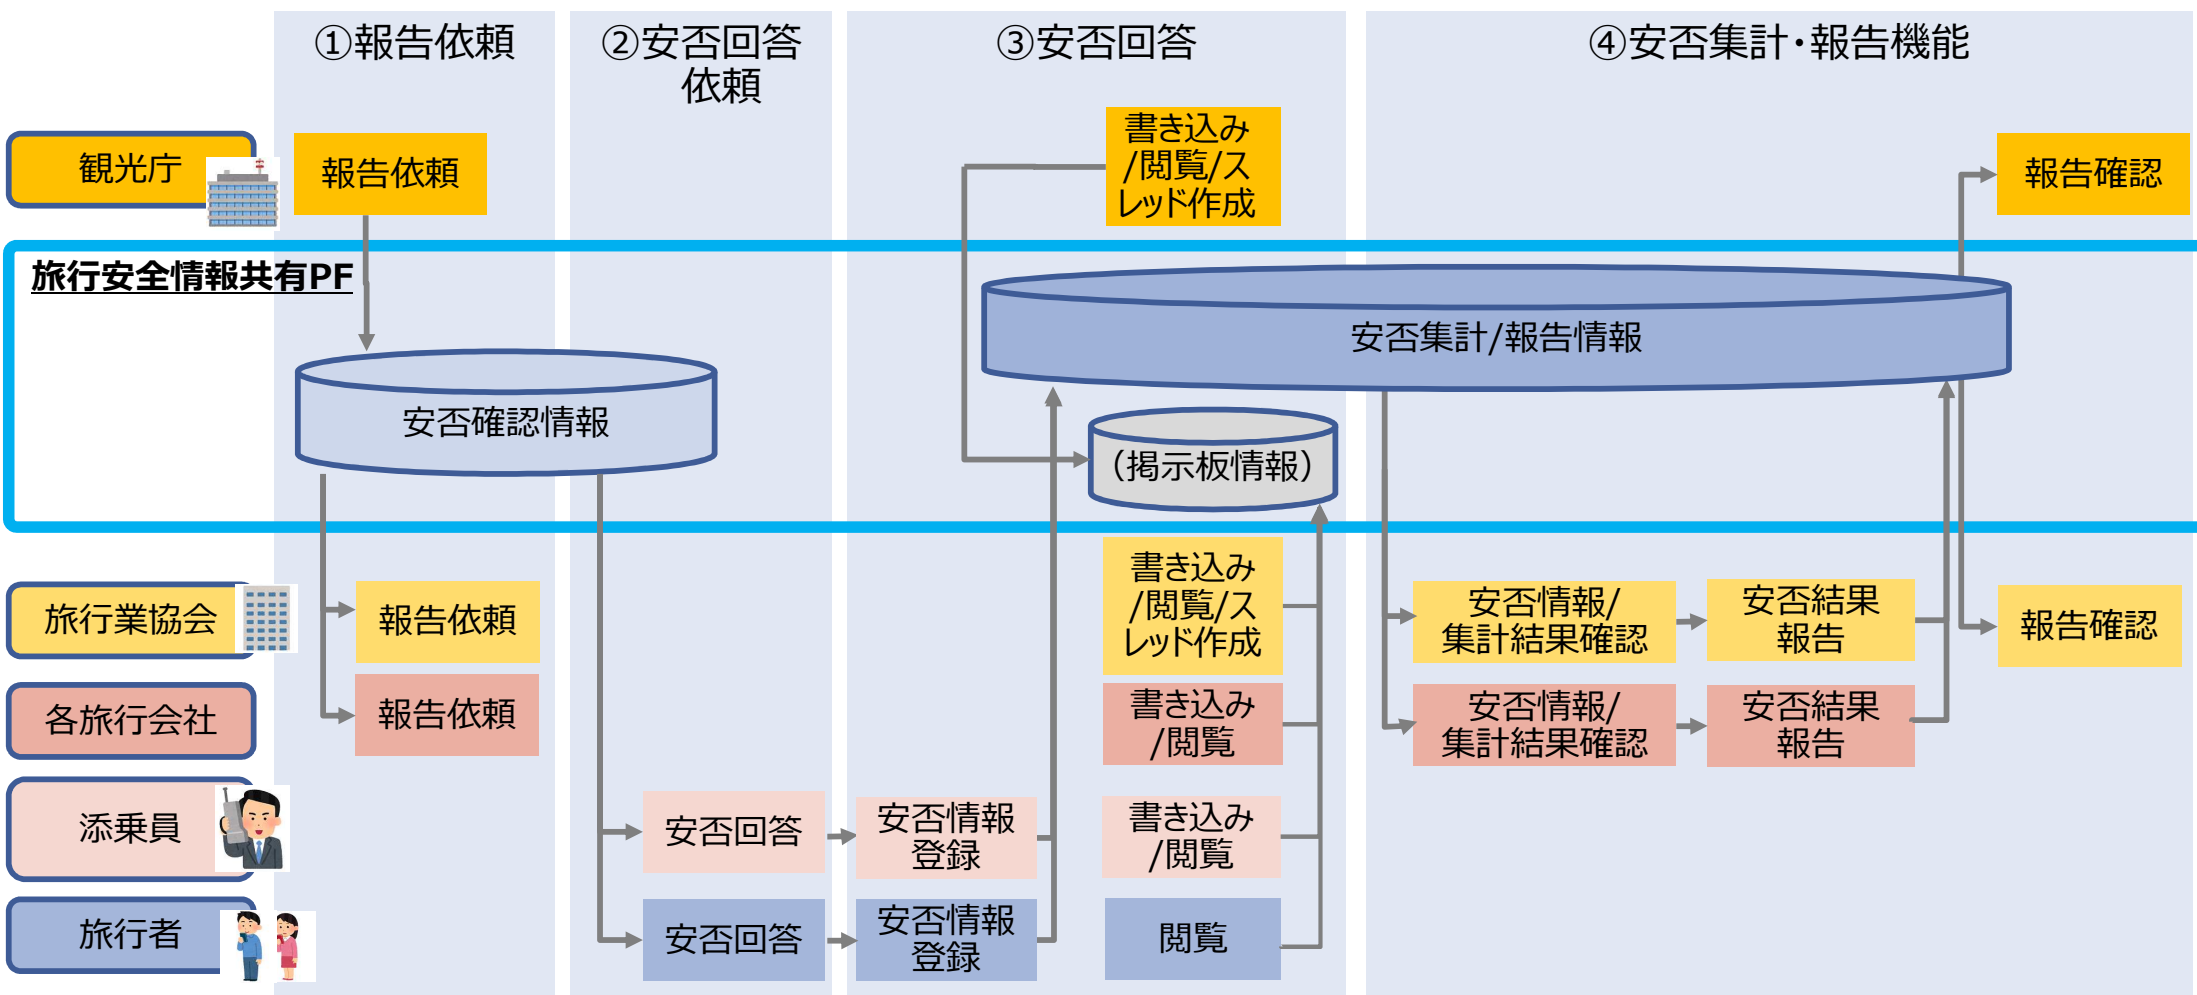 ①報告依頼
②安否回答
依頼
③安否回答
④安否集計・報告機能
観光庁
報告依頼
書き込み
/閲覧/ス
レッド作成
報告確認
旅行安全情報共有PF
安否集計/報告情報
安否確認情報
（掲示板情報）
旅行業協会
報告依頼
書き込み
/閲覧/ス
レッド作成
安否情報/
集計結果確認
安否結果
報告
報告確認
各旅行会社
報告依頼
書き込み
/閲覧
安否情報/
集計結果確認
安否結果
報告
添乗員
安否回答
安否情報
登録
書き込み
/閲覧
旅行者
安否回答
安否情報
登録
閲覧